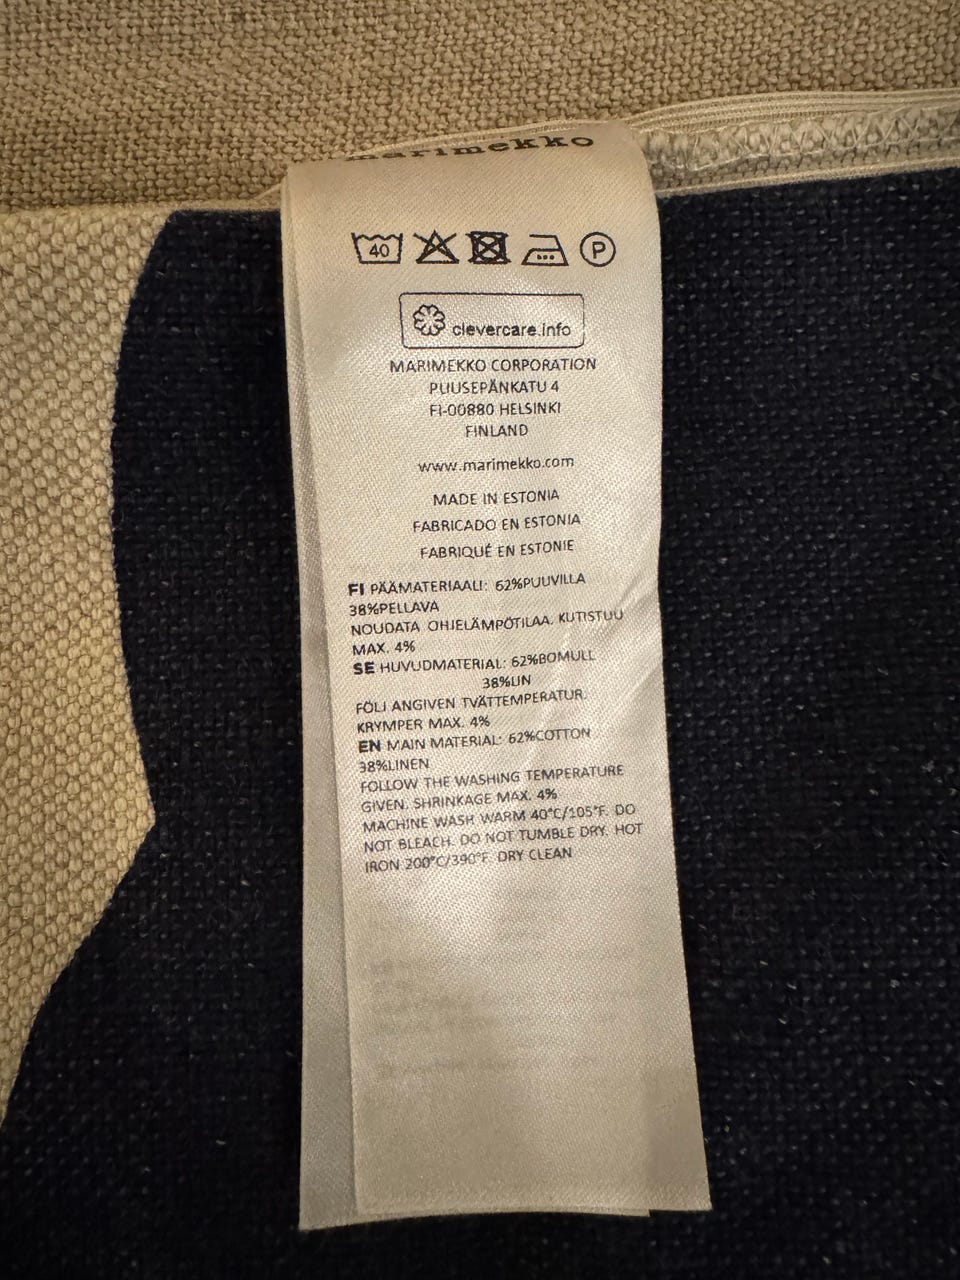 marimekko
40
P
clevercare.info
MARIMEKKO CORPORATION
PUUSEPÄNKATU 4
FI-00880 HELSINKI
FINLAND
www.marimekko.com
MADE IN ESTONIA
FABRICADO EN ESTONIA
FABRIQUÉ EN ESTONIE
FI PÄÄMATERIAALI: 62%PUUVILLA
38%PELLAVA
NOUDATA OHJELÄMPÖTILAA. KUTISTUU
MAX. 4%
SE HUVUDMATERIAL: 62%BOMULL
38%LIN
FÖLJ ANGIVEN TVÄTTEMPERATUR.
KRYMPER MAX. 4%
EN MAIN MATERIAL: 62%COTTON
38%LINEN
FOLLOW THE WASHING TEMPERATURE
GIVEN. SHRINKAGE MAX. 4%
MACHINE WASH WARM 40°C/105°F. DO
NOT BLEACH. DO NOT TUMBLE DRY. HOT
IRON 200°C/390°F. DRY CLEAN